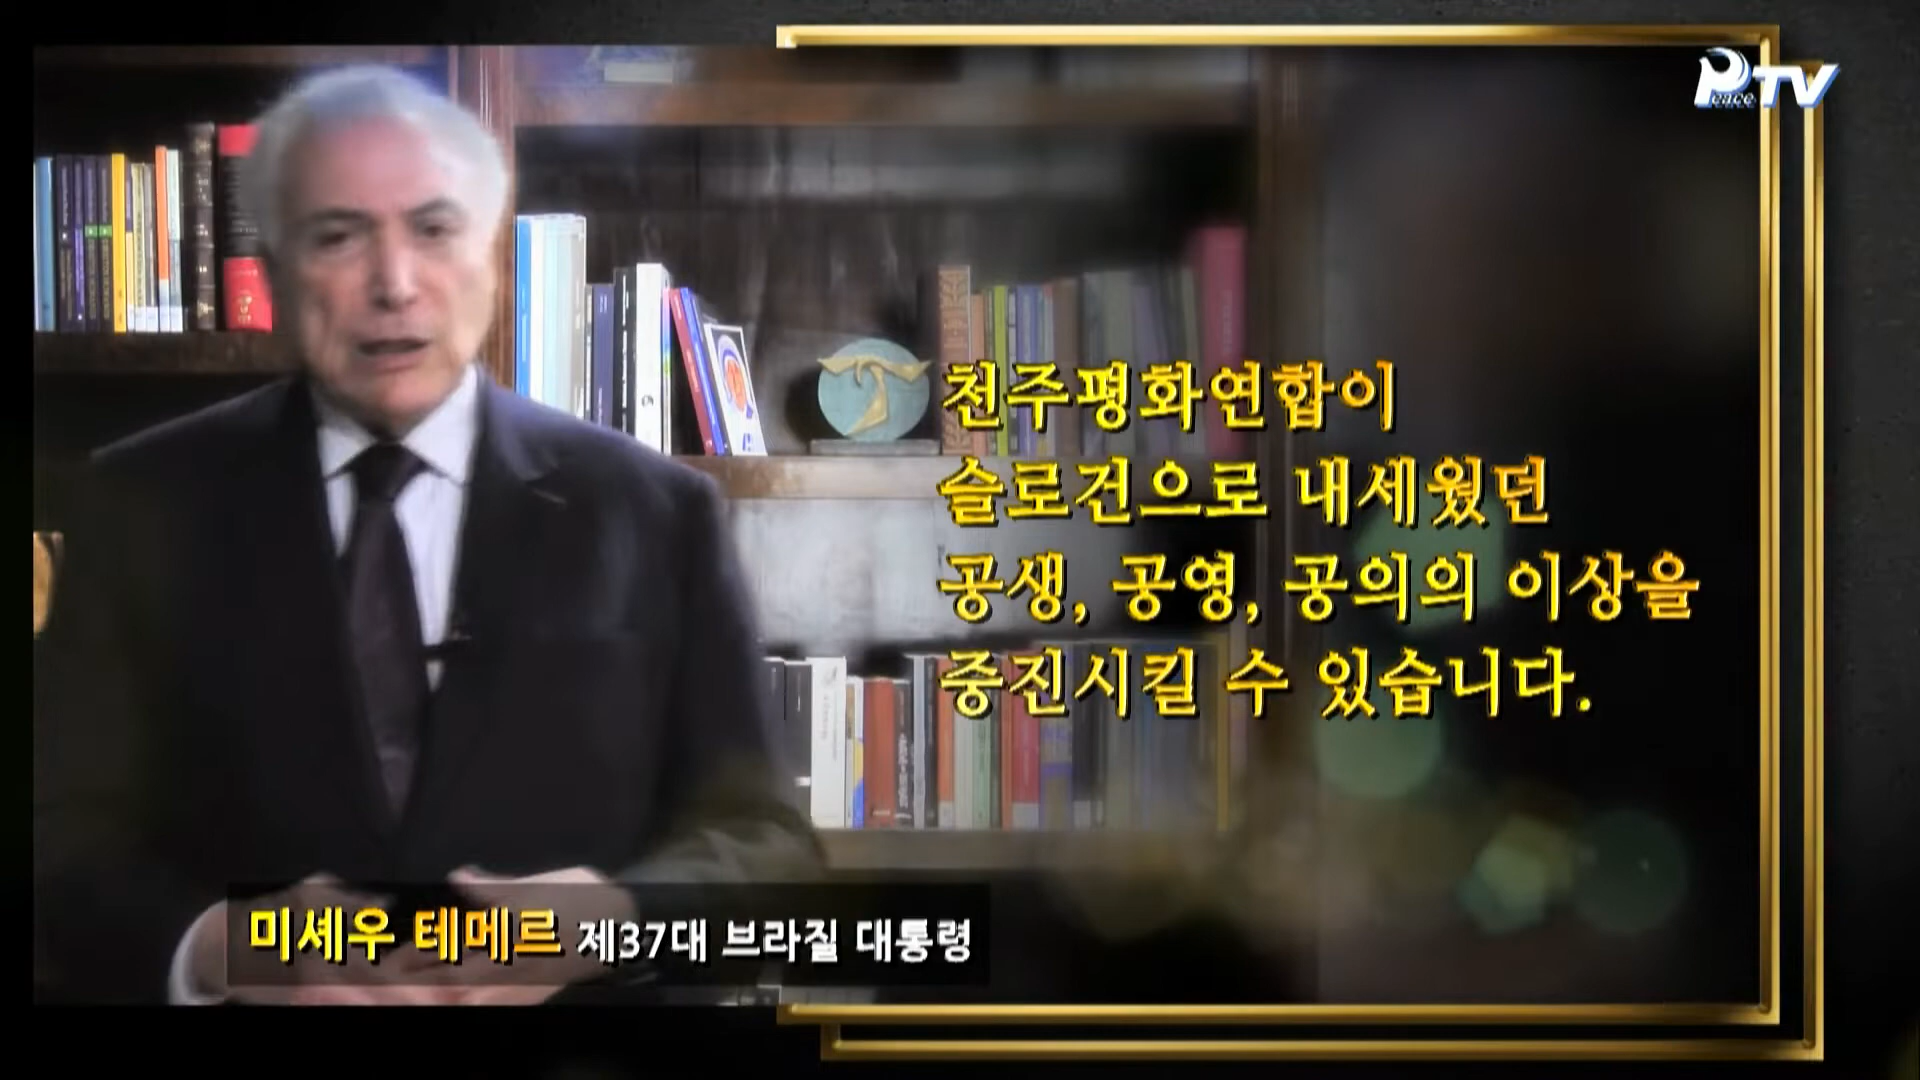 Peace TV
천주평화연합이
슬로건으로 내세웠던
공생, 공영, 공의의 이상을
증진시킬 수 있습니다.
미셰우 테메르 제37대 브라질 대통령